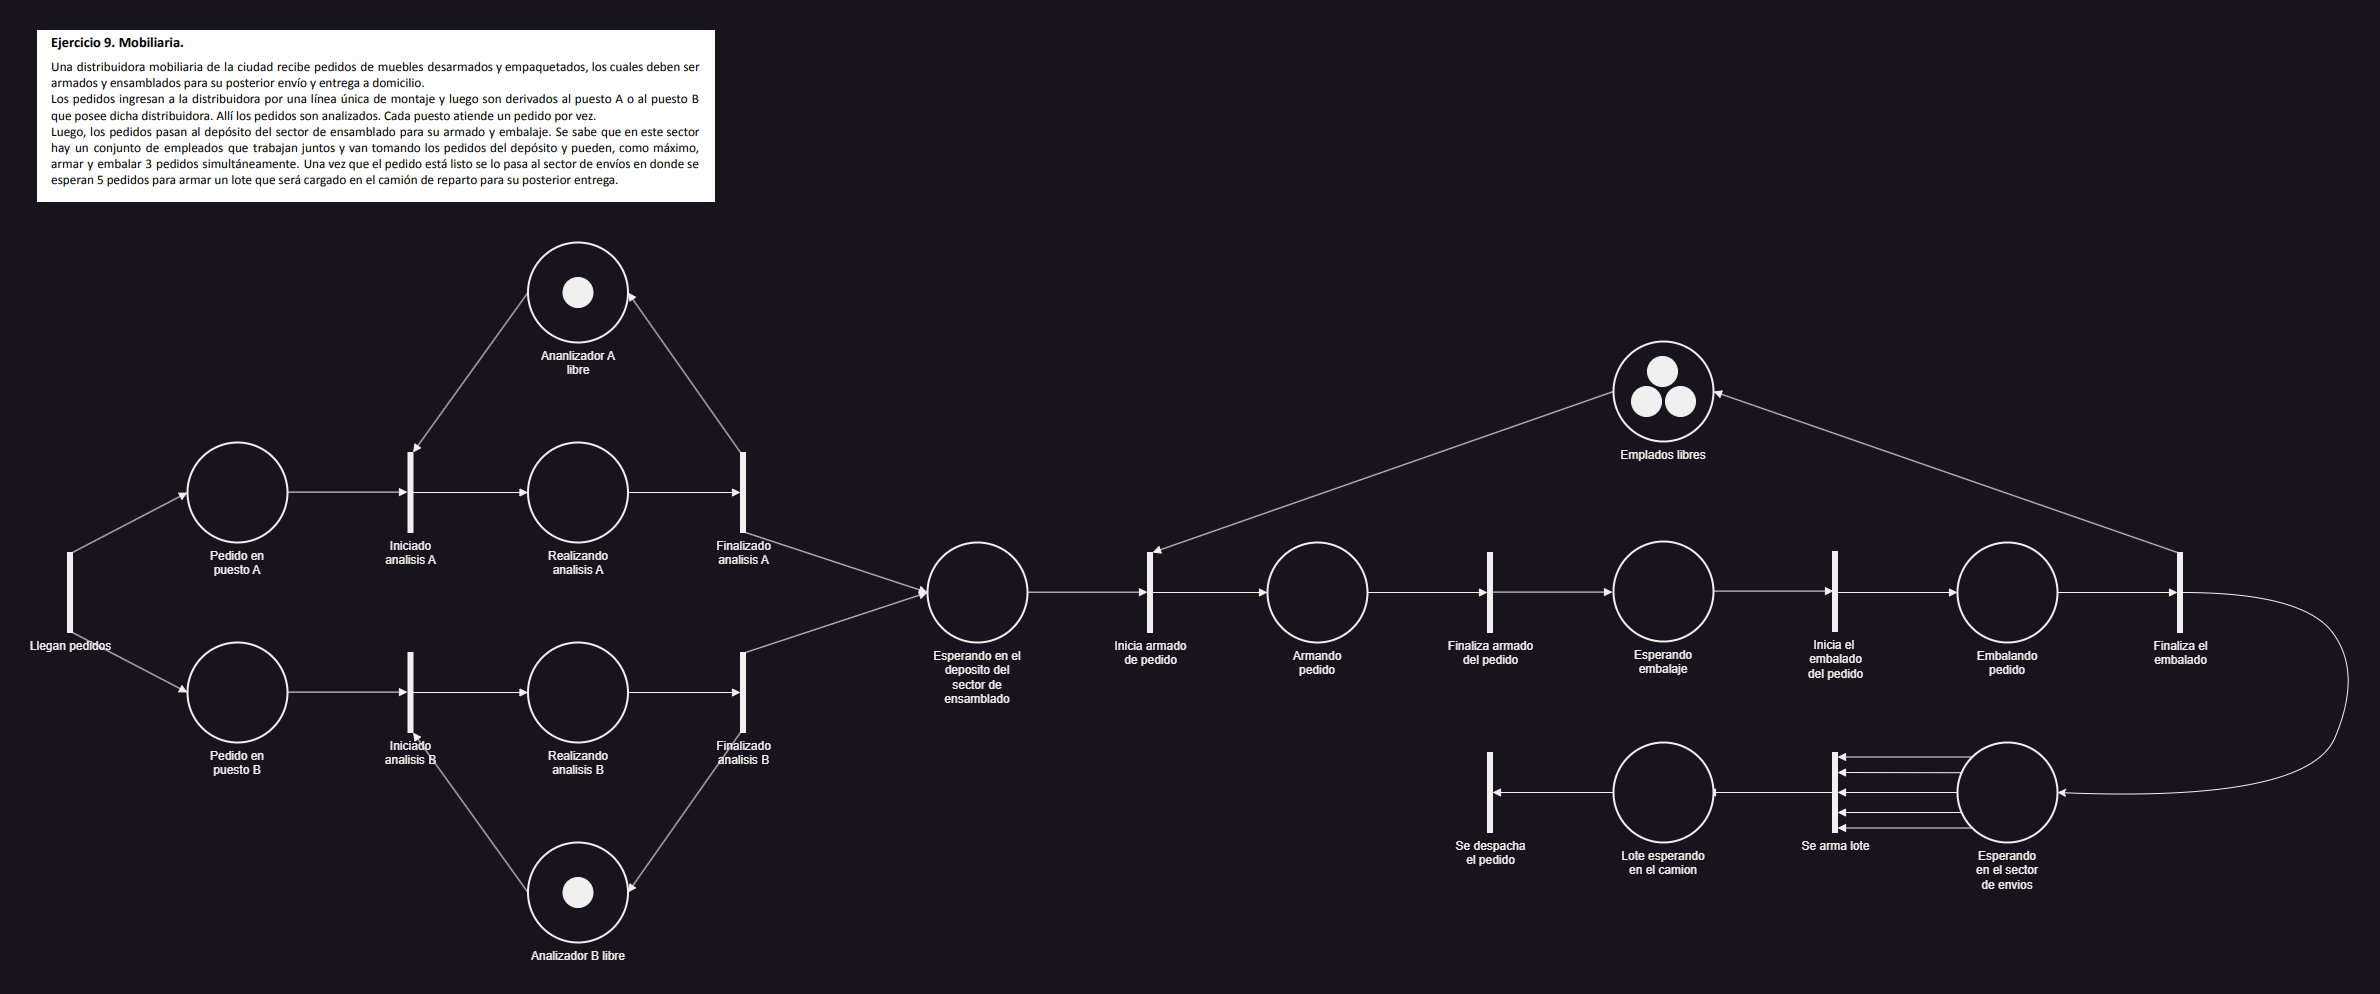 Ejercicio 9. Mobiliaria.
Una distribuidora mobiliaria de la ciudad recibe pedidos de muebles desarmados y empaquetados, los cuales deben ser
armados y ensamblados para su posterior envío y entrega a domicilio.
Los pedidos ingresan a la distribuidora por una línea única de montaje y luego son derivados al puesto A o al puesto B
que posee dicha distribuidora. Allí los pedidos son analizados. Cada puesto atiende un pedido por vez.
Luego, los pedidos pasan al depósito del sector de ensamblado para su armado y embalaje. Se sabe que en este sector
hay un conjunto de empleados que trabajan juntos y van tomando los pedidos del depósito y pueden, como máximo,
armar y embalar 3 pedidos simultáneamente. Una vez que el pedido está listo se lo pasa al sector de envíos en donde se
esperan 5 pedidos para armar un lote que será cargado en el camión de reparto para su posterior entrega.
Ananlizador A
libre
Emplados libres
Pedido en
puesto A
Iniciado
analisis A
Realizando
analisis A
Finalizado
analisis A
Llegan pedidos
Esperando en el
deposito del
sector de
ensamblado
Inicia armado
de pedido
Armando
pedido
Finaliza armado
del pedido
Esperando
embalaje
Inicia el
embalado
del pedido
Embalando
pedido
Finaliza el
embalado
Pedido en
puesto B
Iniciado
analisis B
Realizando
analisis B
Finalizado
analisis B
Se despacha
el pedido
Lote esperando
en el camion
Se arma lote
Esperando
en el sector
de envios
Analizador B libre